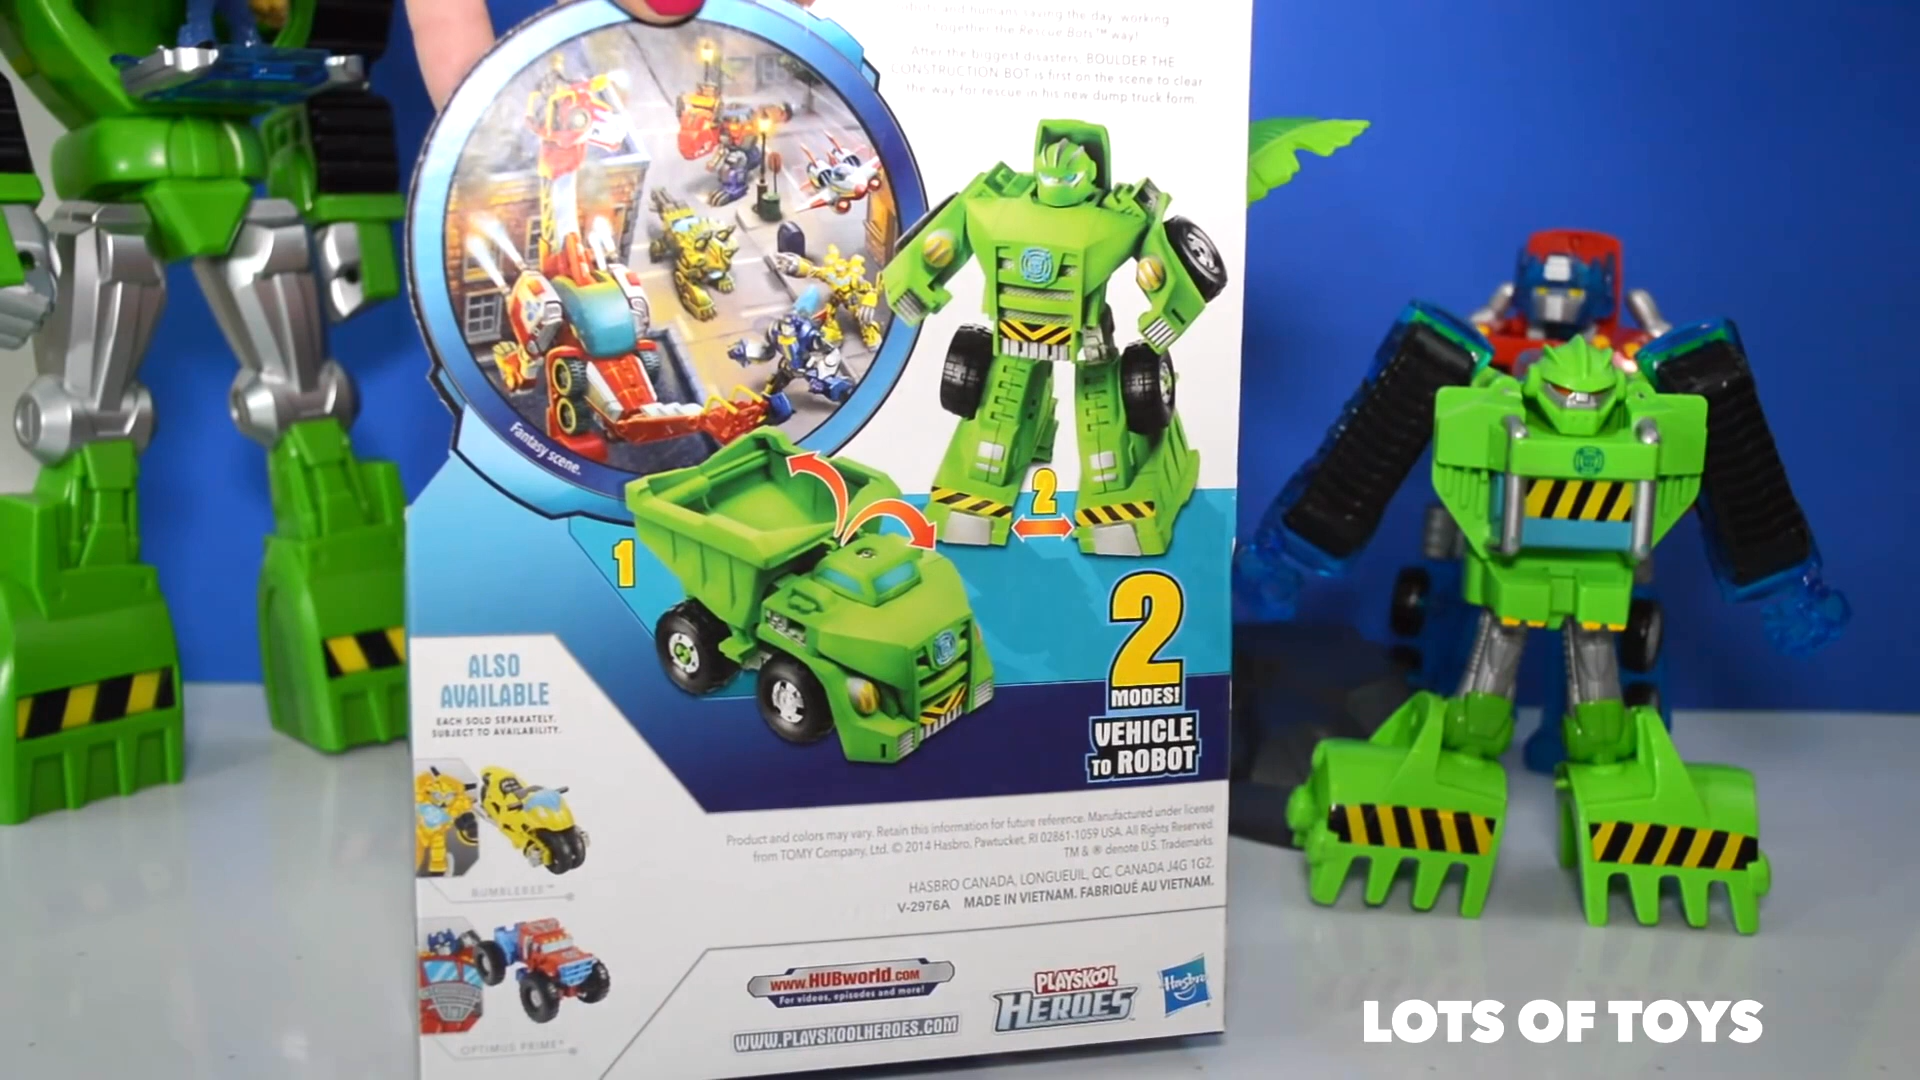 bots and humans saving the day, working
together the Rescue Bots™ way!
After the biggest disasters, BOULDER THE
CONSTRUCTION BOT is first on the scene to clear
the way for rescue in his new dump truck form.
Fantasy scene.
1
2
2
MODES!
VEHICLE
TO ROBOT
ALSO
AVAILABLE
EACH SOLD SEPARATELY.
SUBJECT TO AVAILABILITY.
BUMBLEBEE™
OPTIMUS PRIME®
Product and colors may vary. Retain this information for future reference. Manufactured under license
from TOMY Company, Ltd. © 2014 Hasbro, Pawtucket, RI 02861-1059 USA. All Rights Reserved.
TM & ® denote U.S. Trademarks.
HASBRO CANADA, LONGUEUIL, QC, CANADA J4G 1G2.
V-2976A MADE IN VIETNAM. FABRIQUÉ AU VIETNAM.
www.HUBworld.com
For videos, episodes and more!
WWW.PLAYSKOOLHEROES.COM
PLAYSKOOL
HEROES
Hasbro
LOTS OF TOYS